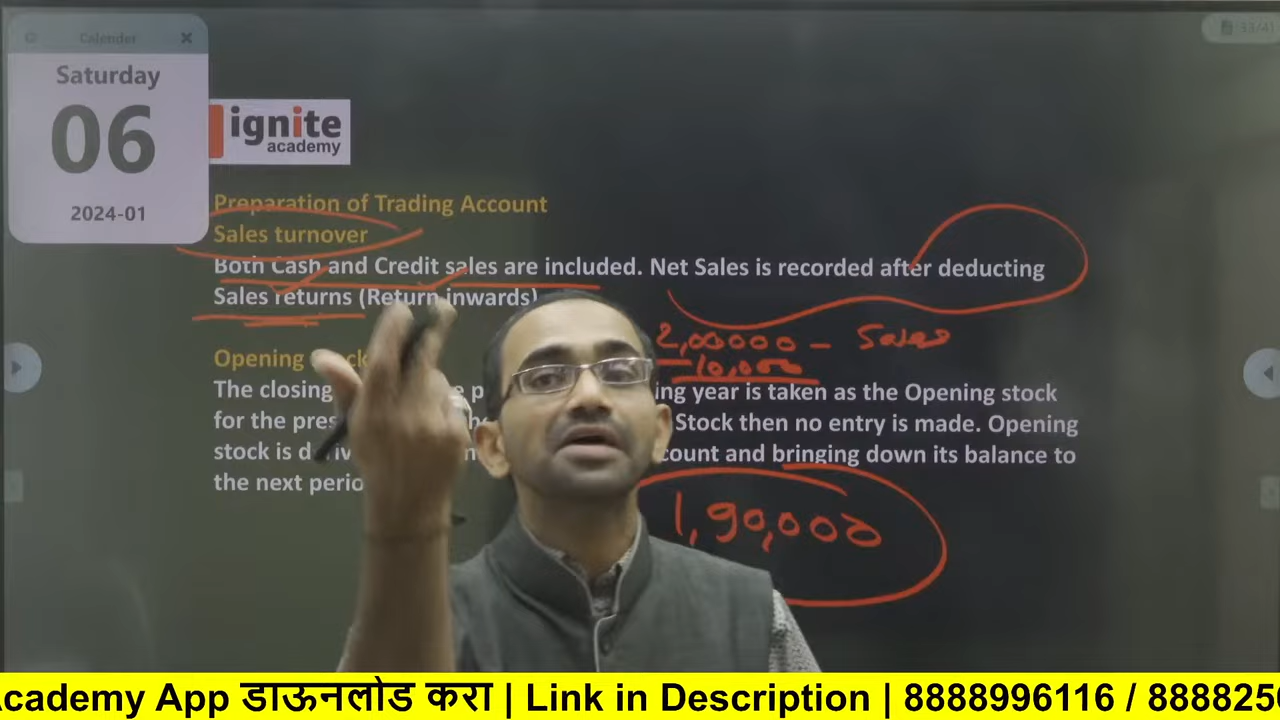 Calender
Saturday
06
2024-01
13/41
ignite
academy
Preparation of Trading Account
Sales turnover
Both Cash and Credit sales are included. Net Sales is recorded after deducting
Sales returns (Return inwards)
2,00000 - Sales
- 10,000
Opening
The closing ing year is taken as the Opening stock
for the Stock then no entry is made. Opening
stock is and bringing down its balance to
the next
1,90,000
Academy App डाऊनलोड करा | Link in Description | 8888996116 / 888825